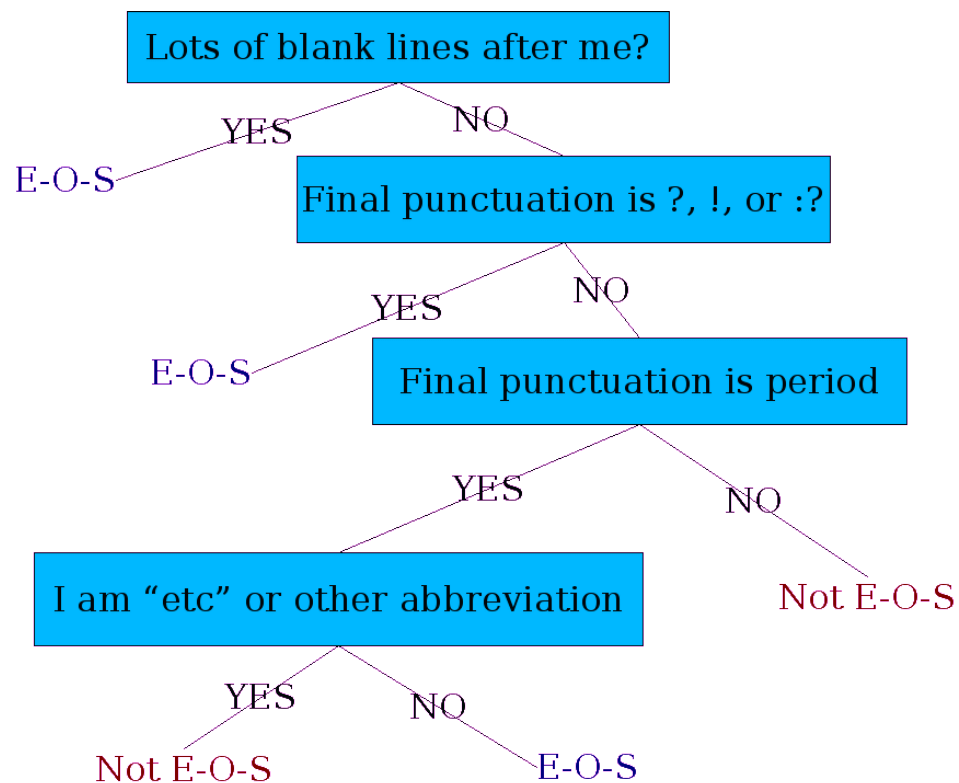 Lots of blank lines after me?
YES
NO
E-O-S
Final punctuation is ?, !, or :?
YES
NO
E-O-S
Final punctuation is period
YES
NO
I am “etc” or other abbreviation
Not E-O-S
YES
NO
Not E-O-S
E-O-S